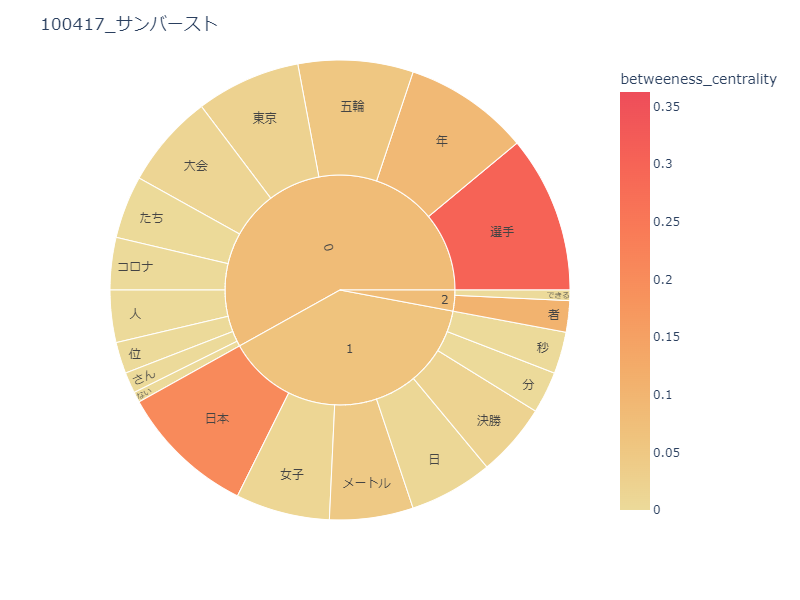 100417_サンバースト
betweeness_centrality
0.35
0.3
0.25
0.2
0.15
0.1
0.05
0
0
選手
年
五輪
東京
大会
たち
コロナ
人
位
さん
ない
1
日本
女子
メートル
日
決勝
分
秒
2
者
できる